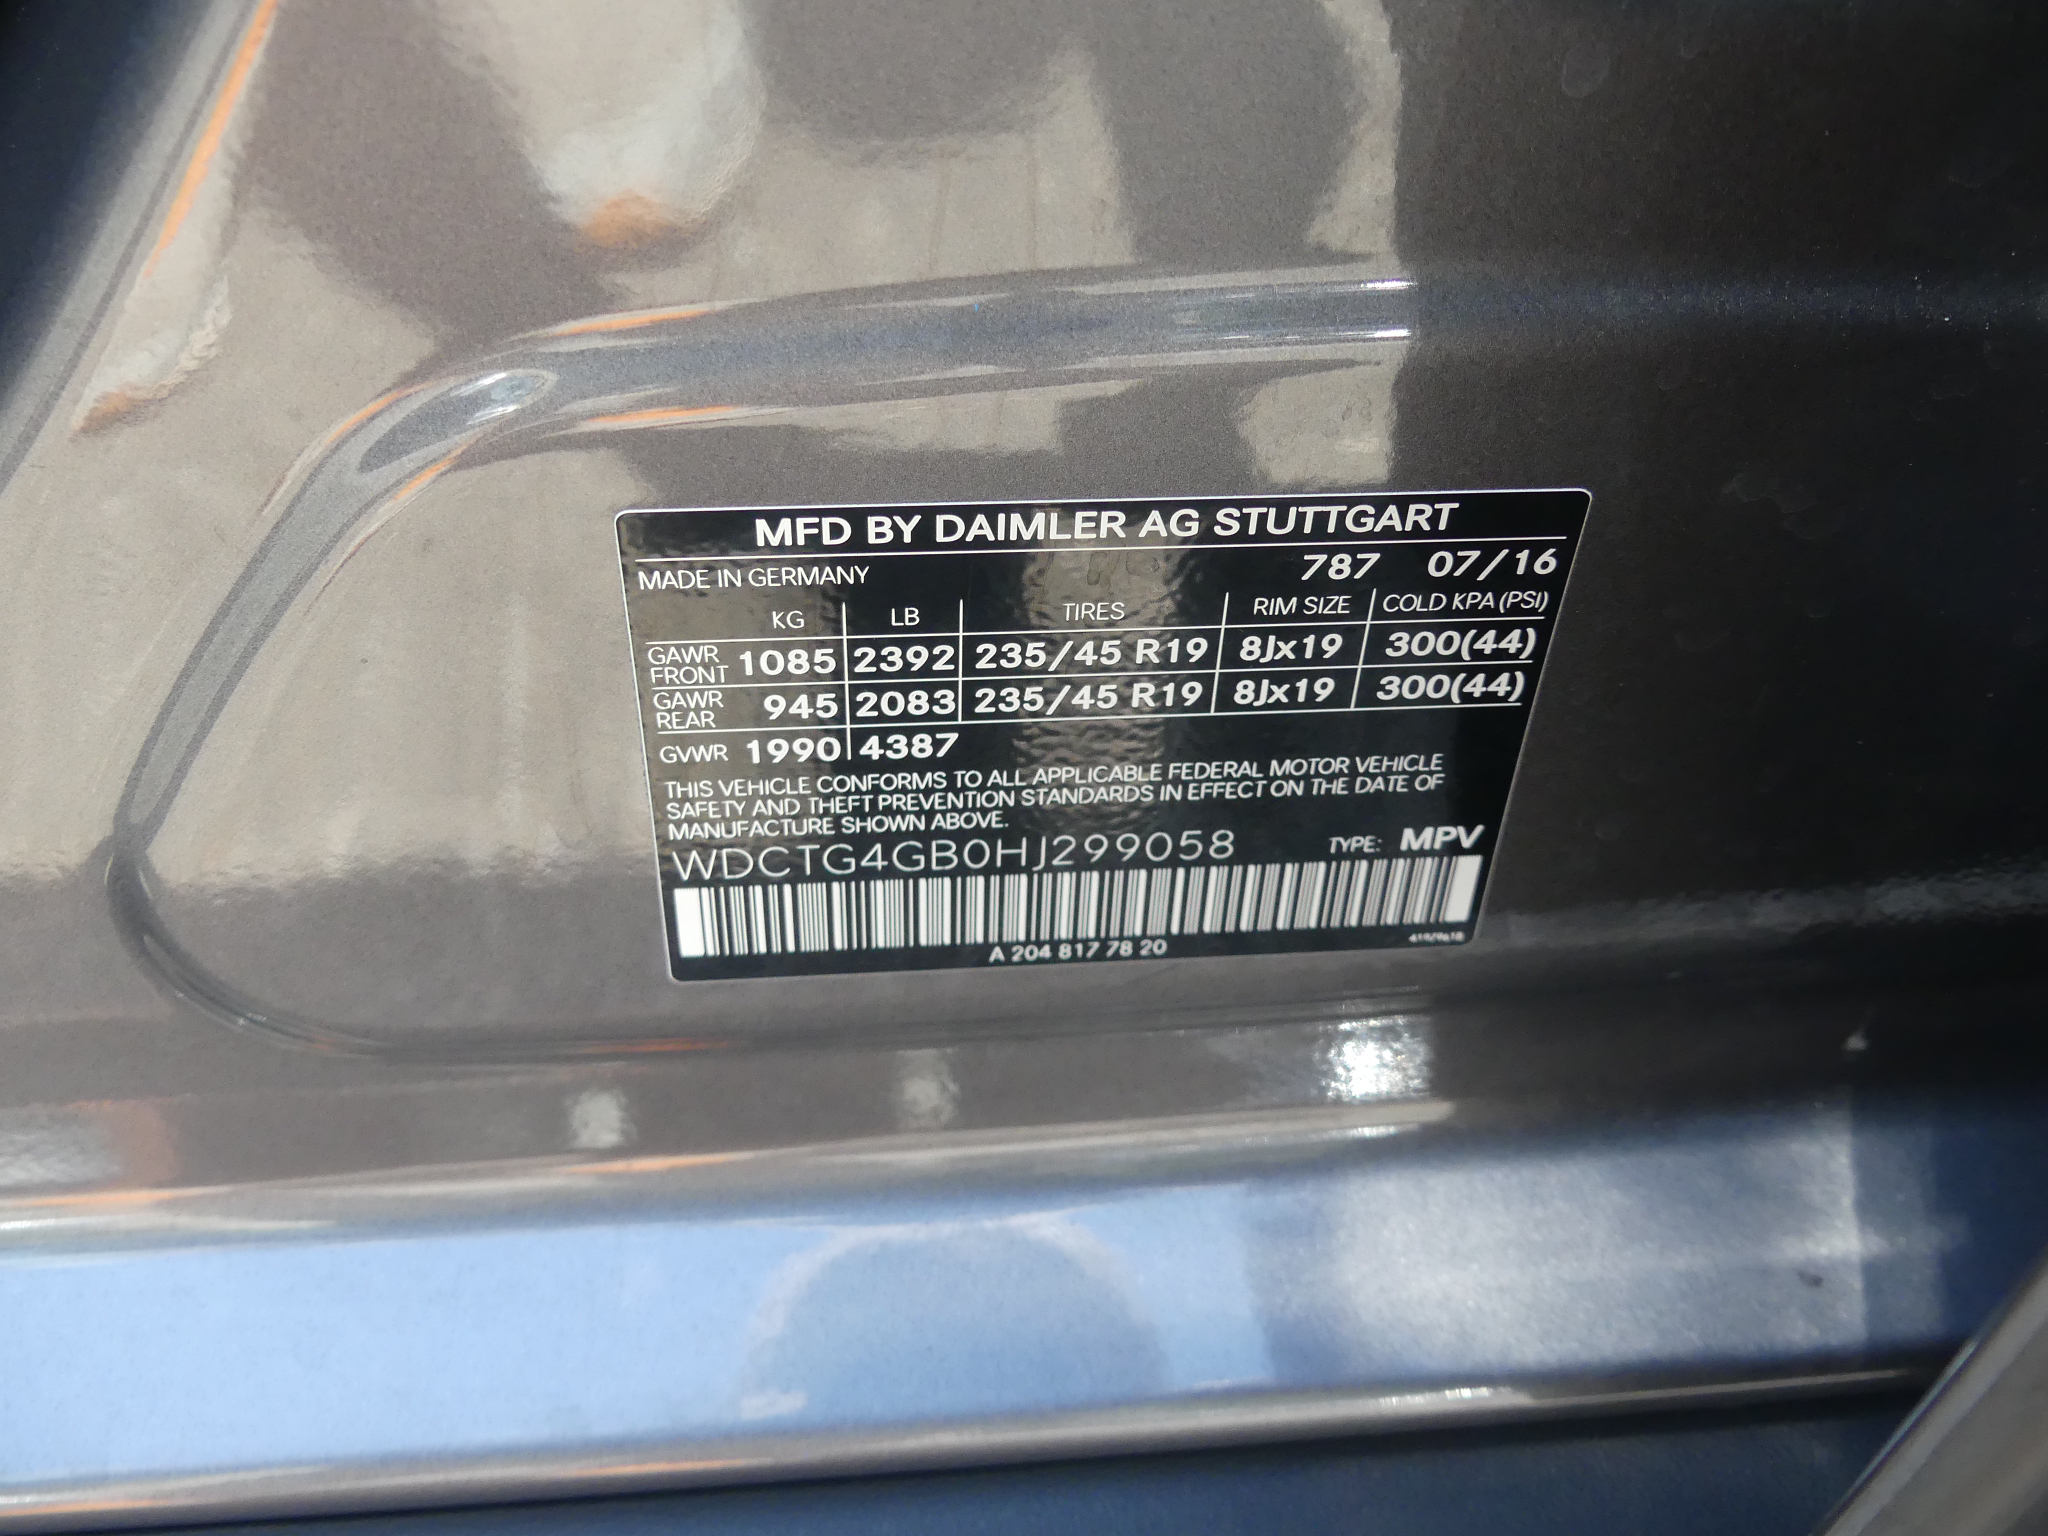 MFD BY DAIMLER AG STUTTGART
MADE IN GERMANY 787 07/16
KG LB TIRES RIM SIZE COLD KPA (PSI)
GAWR FRONT 1085 2392 235/45 R19 8Jx19 300(44)
GAWR REAR 945 2083 235/45 R19 8Jx19 300(44)
GVWR 1990 4387
THIS VEHICLE CONFORMS TO ALL APPLICABLE FEDERAL MOTOR VEHICLE
SAFETY AND THEFT PREVENTION STANDARDS IN EFFECT ON THE DATE OF
MANUFACTURE SHOWN ABOVE.
WDCTG4GB0HJ299058 TYPE: MPV
A 204 817 78 20